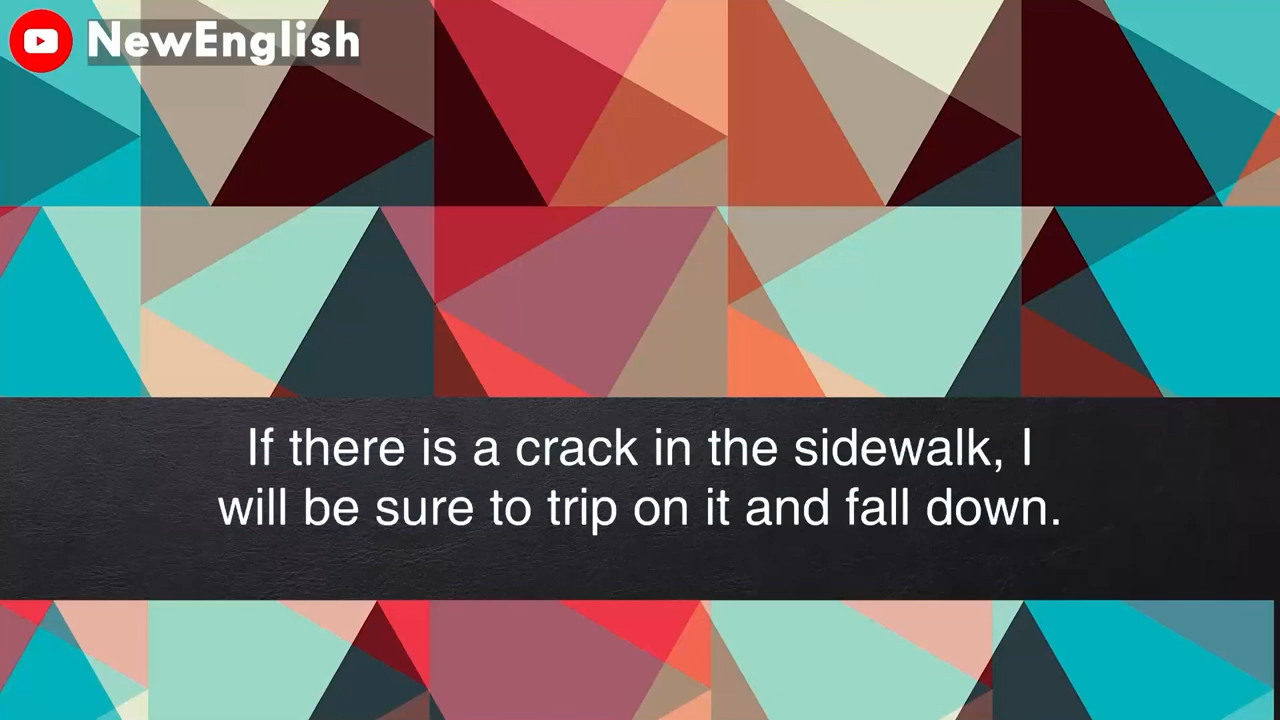 NewEnglish
If there is a crack in the sidewalk, I
will be sure to trip on it and fall down.